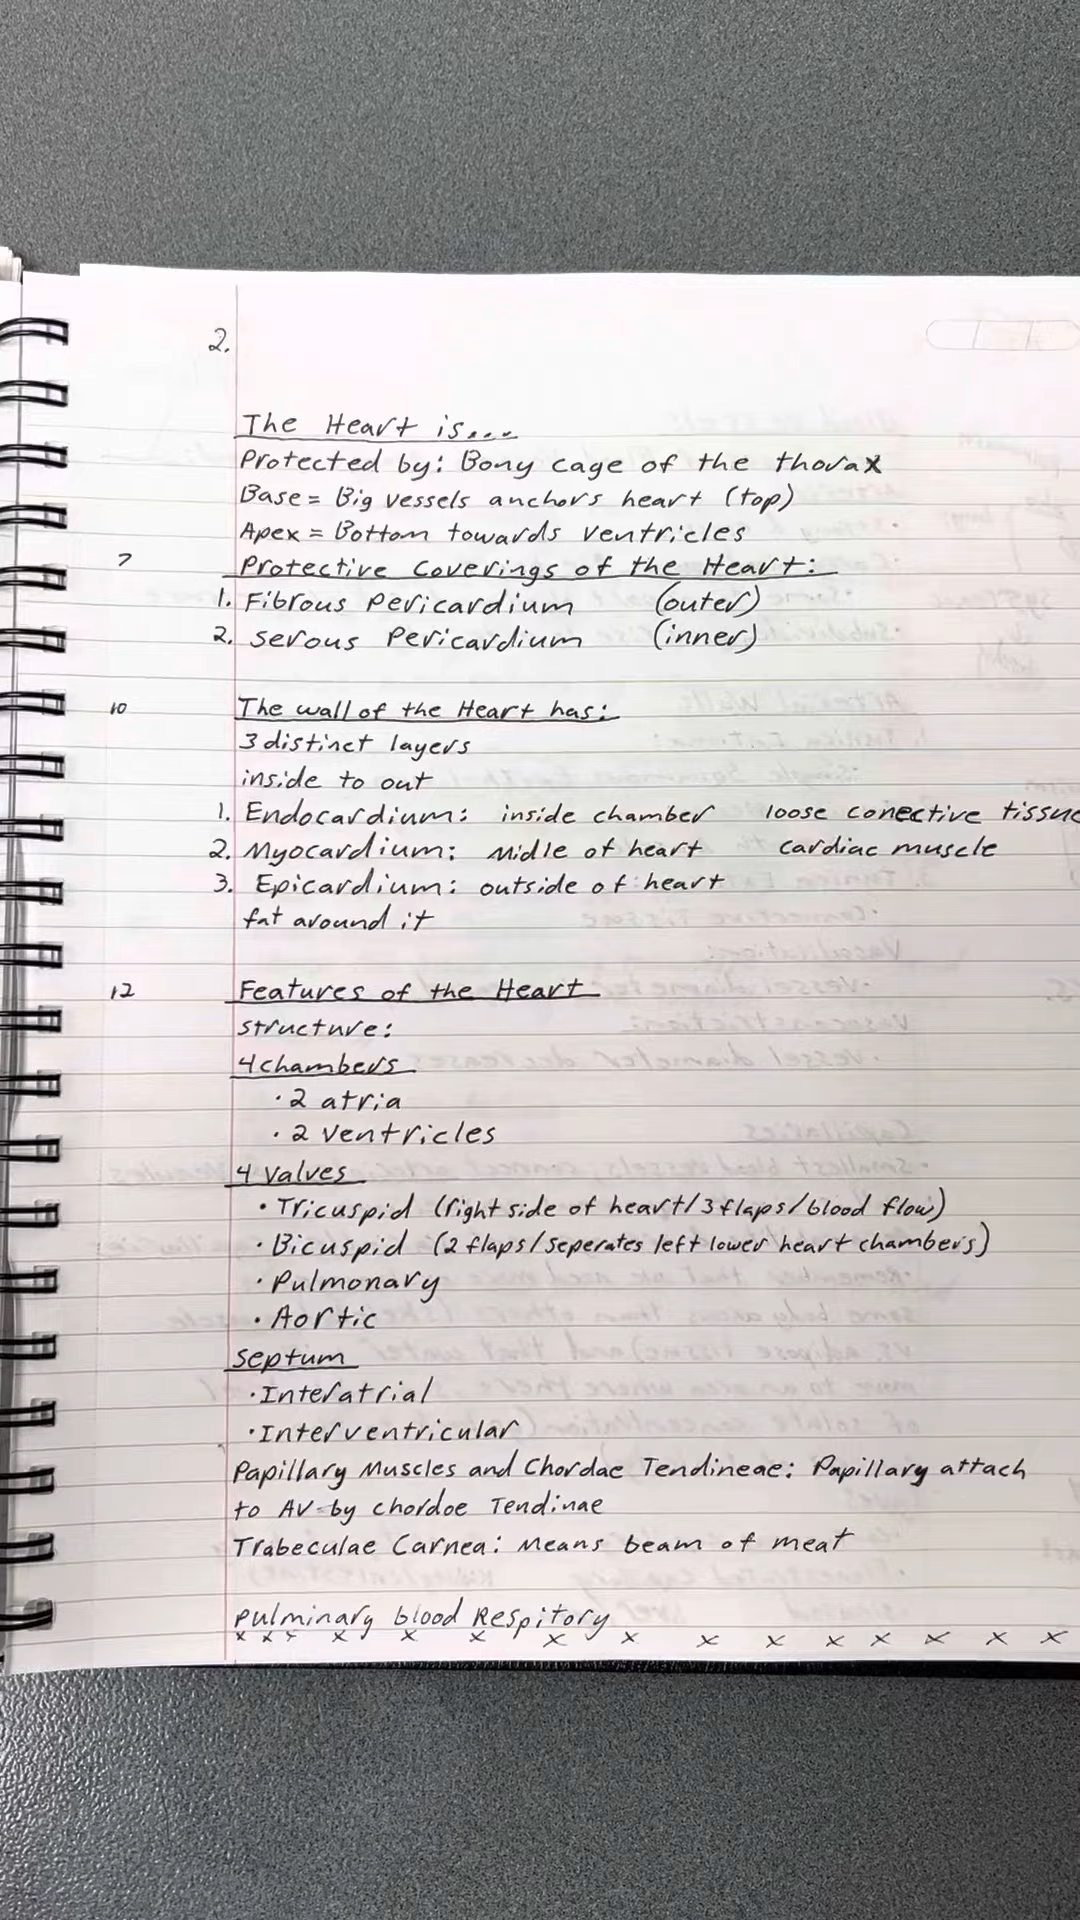 2.
The Heart is...
Protected by: Bony cage of the thorax
Base = Big vessels anchors heart (top)
Apex = Bottom towards ventricles
7 Protective Coverings of the Heart:
1. Fibrous Pericardium (outer)
2. Serous Pericardium (inner)
10 The wall of the Heart has:
3 distinct layers
inside to out
1. Endocardium: inside chamber loose conective tissue
2. Myocardium: Midle of heart cardiac muscle
3. Epicardium: outside of heart
fat around it
12 Features of the Heart
structure:
4 chambers
· 2 atria
· 2 ventricles
4 valves
· Tricuspid (right side of heart/3 flaps/blood flow)
· Bicuspid (2 flaps/seperates left lower heart chambers)
· Pulmonary
· Aortic
septum
· Interatrial
· Interventricular
Papillary Muscles and Chordae Tendineae: Papillary attach
to AV by chordoe Tendinae
Trabeculae Carnea: Means beam of meat
pulminary blood Respitory
x x x x x x x x x x x x x x x